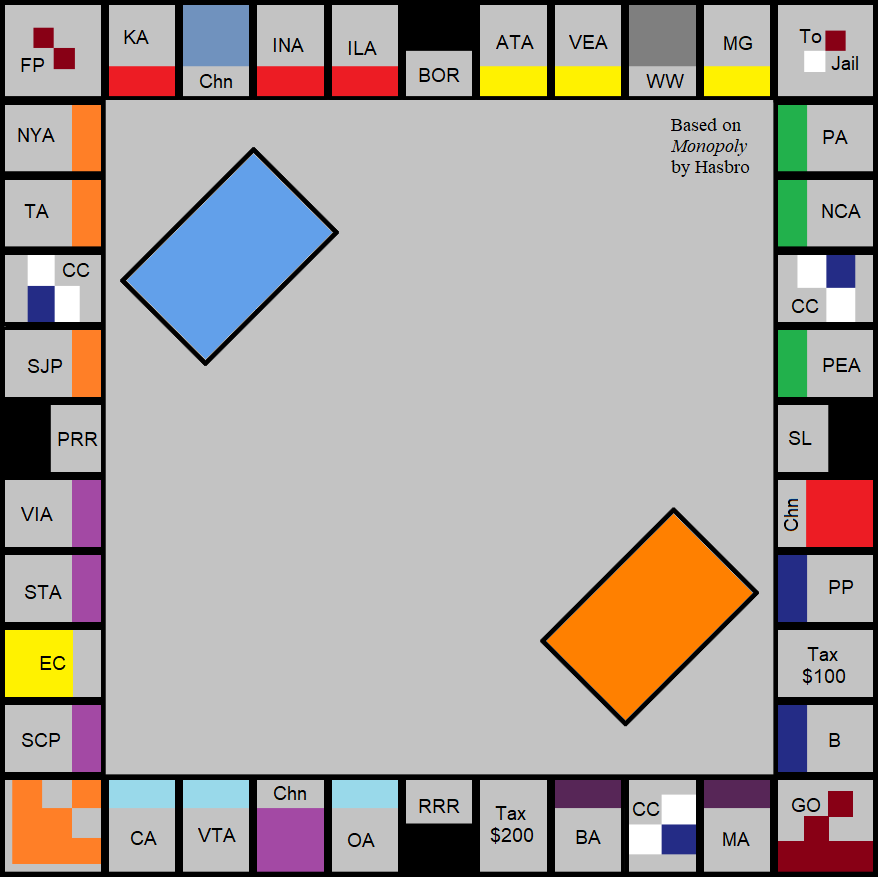 KA
Chn
INA
ILA
BOR
ATA
VEA
WW
MG
To
Jail
FP
NYA
TA
CC
SJP
PRR
VIA
STA
EC
SCP
Based on
Monopoly
by Hasbro
PA
NCA
CC
PEA
SL
Chn
PP
Tax
$100
B
CA
VTA
Chn
OA
RRR
Tax
$200
BA
CC
MA
GO